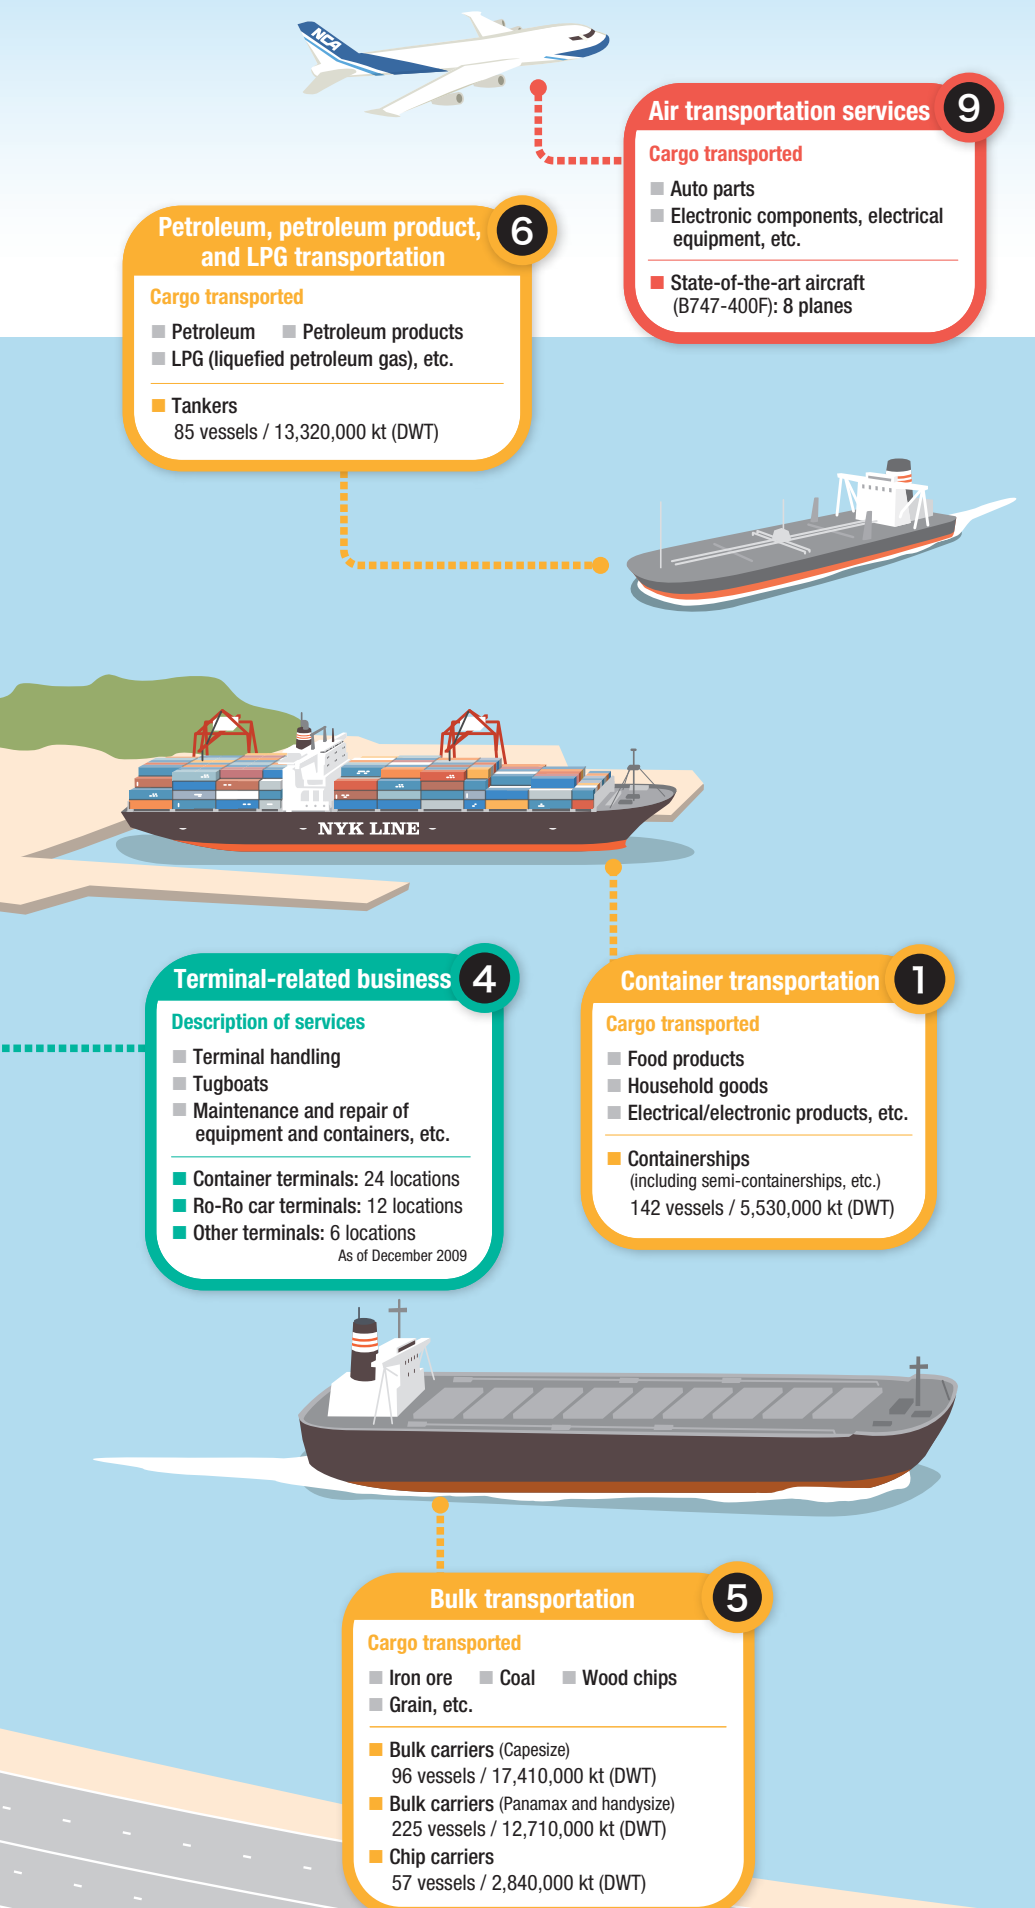 NCA
Air transportation services
9
Cargo transported
Auto parts
Electronic components, electrical
equipment, etc.
State-of-the-art aircraft
(B747-400F): 8 planes
Petroleum, petroleum product,
and LPG transportation
6
Cargo transported
Petroleum
Petroleum products
LPG (liquefied petroleum gas), etc.
Tankers
85 vessels / 13,320,000 kt (DWT)
NYK LINE
Terminal-related business
4
Description of services
Terminal handling
Tugboats
Maintenance and repair of
equipment and containers, etc.
Container terminals: 24 locations
Ro-Ro car terminals: 12 locations
Other terminals: 6 locations
As of December 2009
Container transportation
1
Cargo transported
Food products
Household goods
Electrical/electronic products, etc.
Containerships
(including semi-containerships, etc.)
142 vessels / 5,530,000 kt (DWT)
Bulk transportation
5
Cargo transported
Iron ore
Coal
Wood chips
Grain, etc.
Bulk carriers (Capesize)
96 vessels / 17,410,000 kt (DWT)
Bulk carriers (Panamax and handysize)
225 vessels / 12,710,000 kt (DWT)
Chip carriers
57 vessels / 2,840,000 kt (DWT)